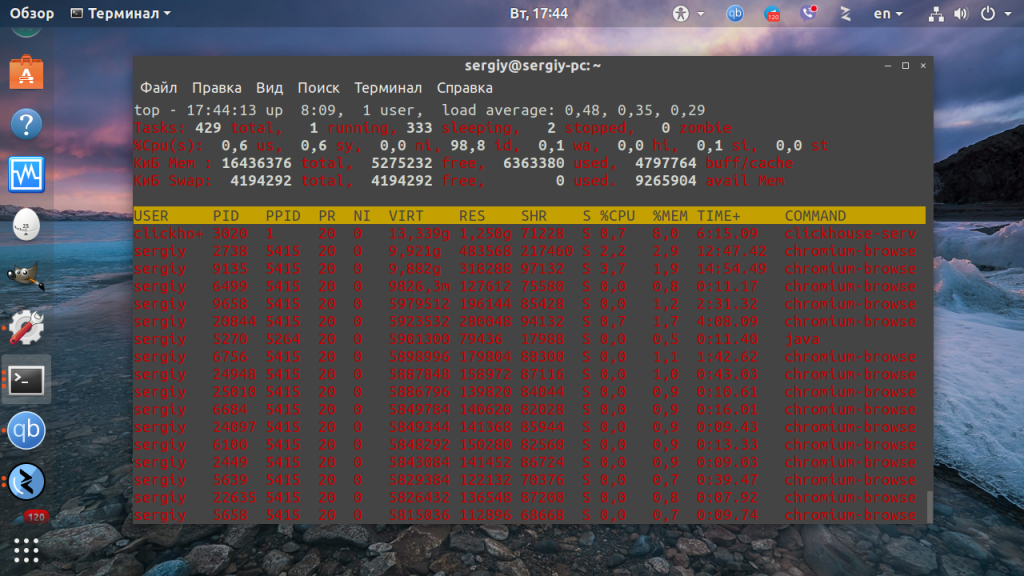 Обзор Терминал Вт, 17:44 qb 120 en
sergiy@sergiy-pc: ~
Файл Правка Вид Поиск Терминал Справка
top - 17:44:13 up  8:09,  1 user,  load average: 0,48, 0,35, 0,29
Tasks: 429 total,   1 running, 333 sleeping,   2 stopped,   0 zombie
%Cpu(s):  0,6 us,  0,6 sy,  0,0 ni, 98,8 id,  0,1 wa,  0,0 hi,  0,1 si,  0,0 st
КиБ Mem : 16436376 total,  5275232 free,  6363380 used,  4797764 buff/cache
КиБ Swap:  4194292 total,  4194292 free,        0 used.  9265904 avail Mem
USER PID PPID PR NI VIRT RES SHR S %CPU %MEM TIME+ COMMAND
clickho+ 3020 1 20 0 13,339g 1,250g 71228 S 0,7 8,0 6:15.09 clickhouse-serv
sergiy 2738 5415 20 0 9,921g 483568 217460 S 2,2 2,9 12:47.42 chromium-browse
sergiy 9135 5415 20 0 9,882g 318288 97132 S 3,7 1,9 14:54.49 chromium-browse
sergiy 6499 5415 20 0 9826,3m 127612 75580 S 0,0 0,8 0:11.17 chromium-browse
sergiy 9658 5415 20 0 5979512 196144 85428 S 0,0 1,2 2:31.32 chromium-browse
sergiy 20844 5415 20 0 5923532 280048 94132 S 0,7 1,7 4:08.09 chromium-browse
sergiy 5270 5264 20 0 5901300 79436 17988 S 0,0 0,5 0:11.40 java
sergiy 6756 5415 20 0 5898996 179804 88300 S 0,0 1,1 1:42.62 chromium-browse
sergiy 24948 5415 20 0 5887848 158972 87116 S 0,0 1,0 0:43.03 chromium-browse
sergiy 25010 5415 20 0 5886796 139820 84044 S 0,0 0,9 0:10.61 chromium-browse
sergiy 6684 5415 20 0 5849784 140620 82028 S 0,0 0,9 0:16.01 chromium-browse
sergiy 24097 5415 20 0 5849344 141368 85944 S 0,0 0,9 0:09.43 chromium-browse
sergiy 6100 5415 20 0 5848292 150280 82560 S 0,0 0,9 0:13.33 chromium-browse
sergiy 2449 5415 20 0 5843084 141452 86724 S 0,0 0,9 0:09.03 chromium-browse
sergiy 5639 5415 20 0 5829384 122132 70376 S 0,0 0,7 0:39.47 chromium-browse
sergiy 22635 5415 20 0 5826432 136548 87200 S 0,0 0,8 0:07.92 chromium-browse
sergiy 5658 5415 20 0 5815036 112896 68668 S 0,0 0,7 0:09.74 chromium-browse
qb
120